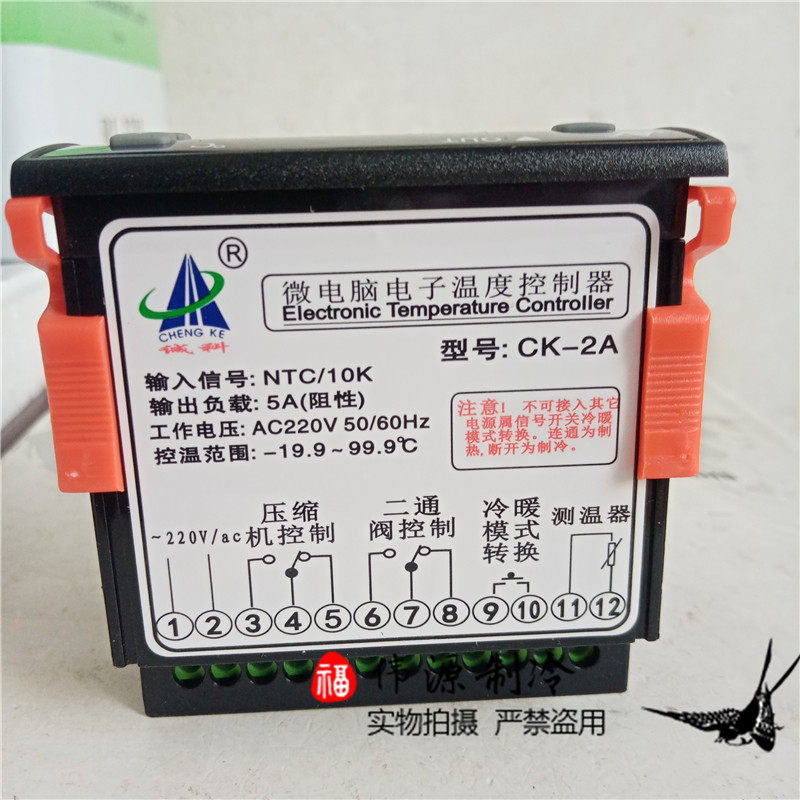 OUT
®
CHENG KE
诚科
微电脑电子温度控制器
Electronic Temperature Controller
型号: CK-2A
输入信号: NTC/10K
输出负载: 5A(阻性)
工作电压: AC220V 50/60Hz
控温范围: -19.9~99.9℃
注意! 不可接入其它
电源属信号开关冷暖
模式转换。连通为制
热,断开为制冷。
~220V/ac
压缩
机控制
二通
阀控制
冷暖
模式
转换
测温器
1 2 3 4 5 6 7 8 9 10 11 12
福
伟源制冷
实物拍摄 严禁盗用